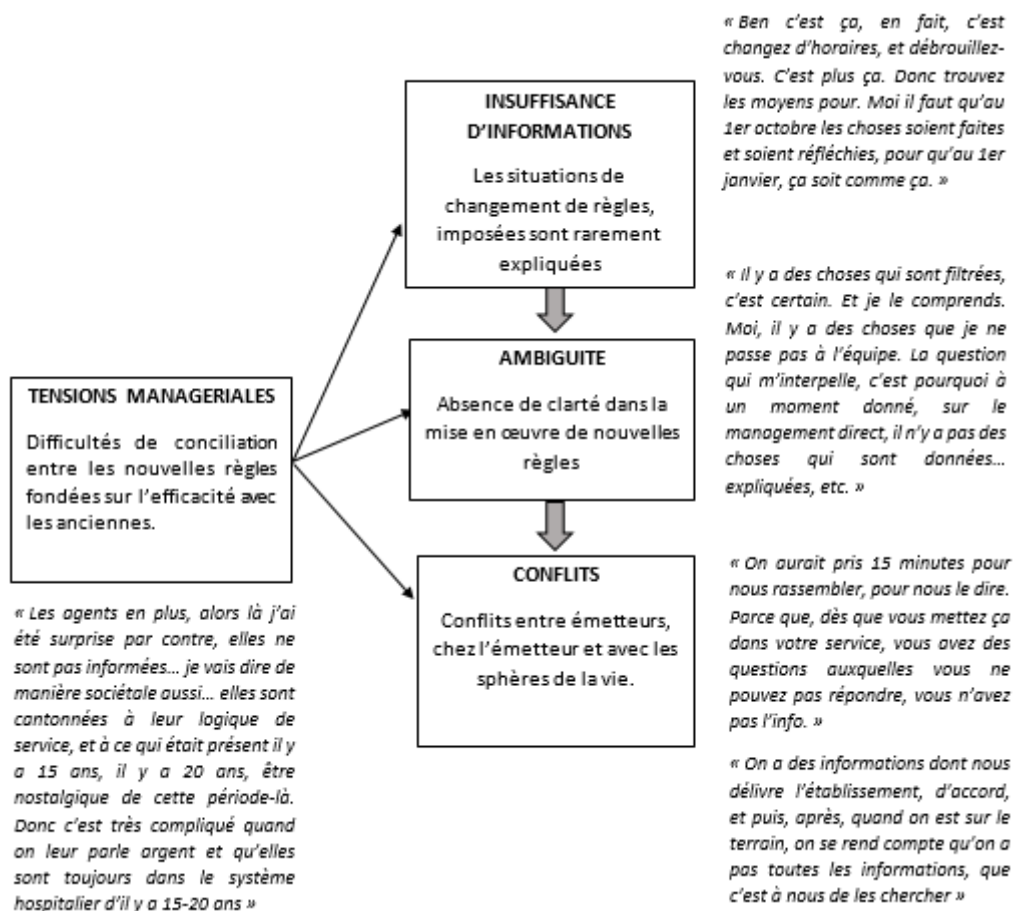 TENSIONS MANAGERIALES
Difficultés de conciliation
entre les nouvelles règles
fondées sur l'efficacité avec
les anciennes.
« Les agents en plus, alors là j'ai
été surprise par contre, elles ne
sont pas informées... je vais dire de
manière sociétale aussi... elles sont
cantonnées à leur logique de
service, et à ce qui était présent il y
a 15 ans, il y a 20 ans, être
nostalgique de cette période-là.
Donc c'est très compliqué quand
on leur parle argent et qu'elles
sont toujours dans le système
hospitalier d'il y a 15-20 ans »
INSUFFISANCE
D'INFORMATIONS
Les situations de
changement de règles,
imposées sont rarement
expliquées
AMBIGUITE
Absence de clarté dans la
mise en œuvre de nouvelles
règles
CONFLITS
Conflits entre émetteurs,
chez l'émetteur et avec les
sphères de la vie.
« Ben c'est ça, en fait, c'est
changez d'horaires, et débrouillez-
vous. C'est plus ça. Donc trouvez
les moyens pour. Moi il faut qu'au
1er octobre les choses soient faites
et soient réfléchies, pour qu'au 1er
janvier, ça soit comme ça. »
« Il y a des choses qui sont filtrées,
c'est certain. Et je le comprends.
Moi, il y a des choses que je ne
passe pas à l'équipe. La question
qui m'interpelle, c'est pourquoi à
un moment donné, sur le
management direct, il n'y a pas des
choses qui sont données...
expliquées, etc. »
« On aurait pris 15 minutes pour
nous rassembler, pour nous le dire.
Parce que, dès que vous mettez ça
dans votre service, vous avez des
questions auxquelles vous ne
pouvez pas répondre, vous n'avez
pas l'info. »
« On a des informations dont nous
délivre l'établissement, d'accord,
et puis, après, quand on est sur le
terrain, on se rend compte qu'on a
pas toutes les informations, que
c'est à nous de les chercher »